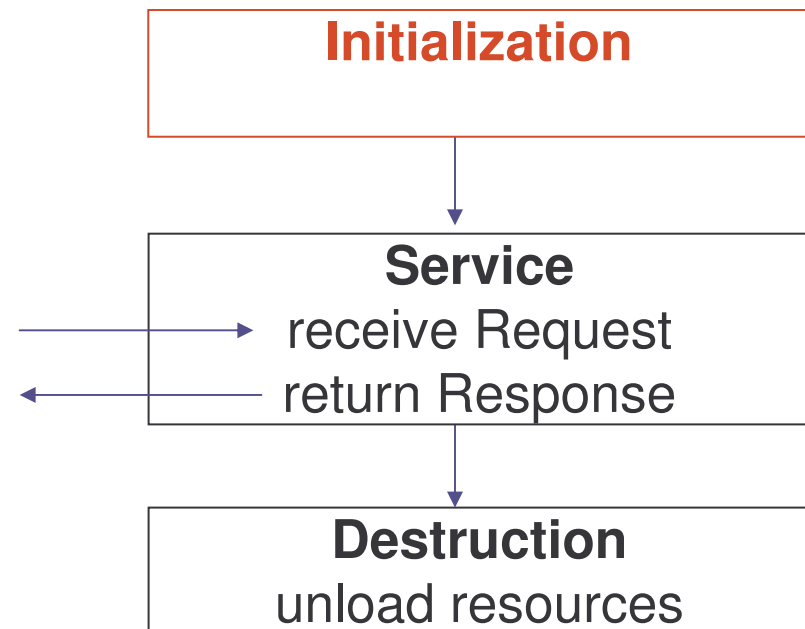 Initialization
Service
receive Request
return Response
Destruction
unload resources